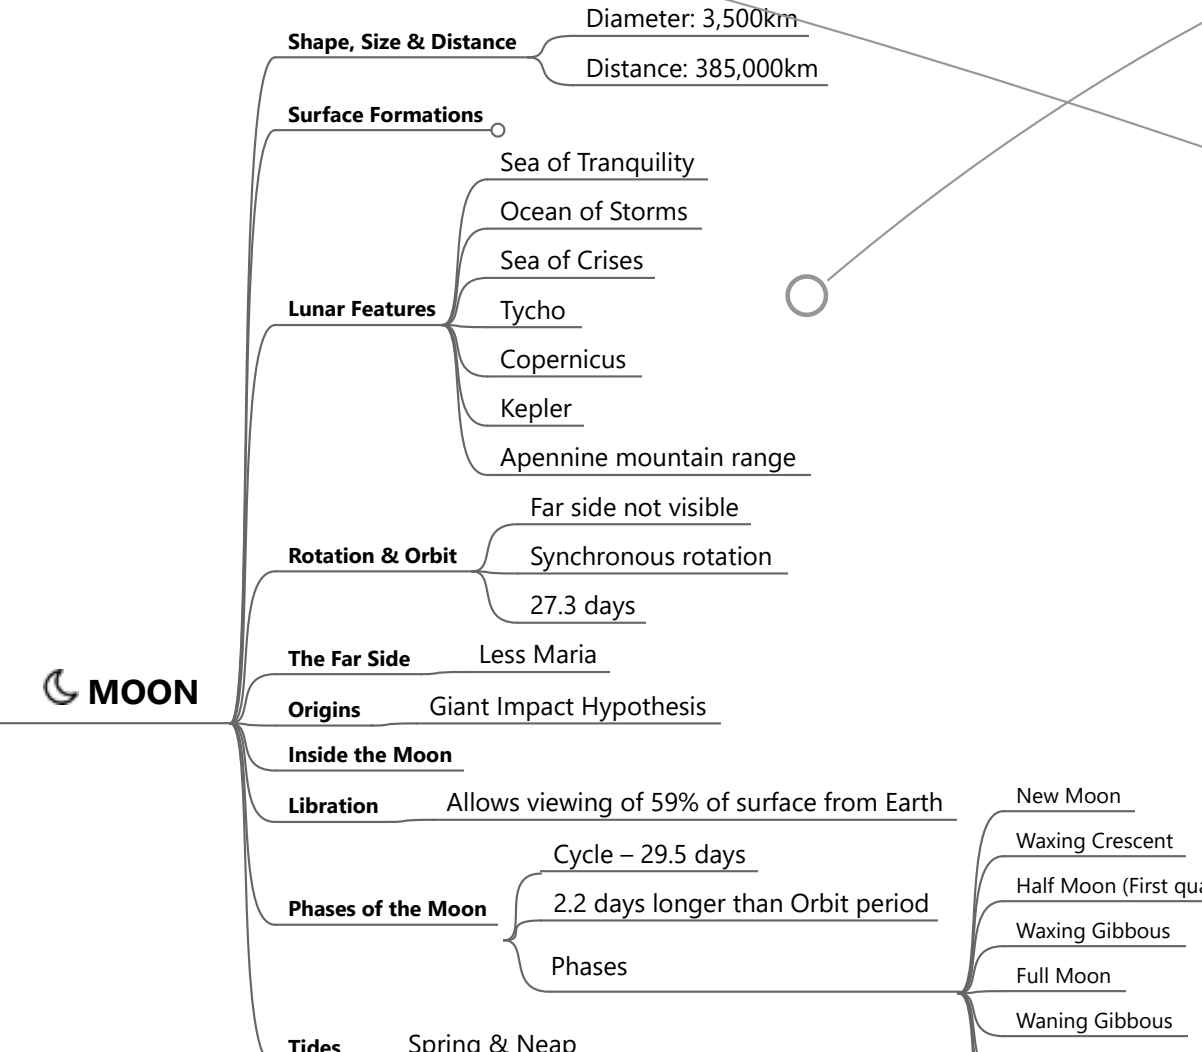 Diameter: 3,500km
Shape, Size & Distance
Distance: 385,000km
Surface Formations
Sea of Tranquility
Ocean of Storms
Sea of Crises
Lunar Features
Tycho
Copernicus
Kepler
Apennine mountain range
Far side not visible
Rotation & Orbit
Synchronous rotation
27.3 days
The Far Side
Less Maria
MOON
Origins
Giant Impact Hypothesis
Inside the Moon
Libration
Allows viewing of 59% of surface from Earth
Phases of the Moon
Cycle – 29.5 days
2.2 days longer than Orbit period
Phases
New Moon
Waxing Crescent
Half Moon (First
Waxing Gibbous
Full Moon
Waning Gibbous
Tides
Spring & Neap